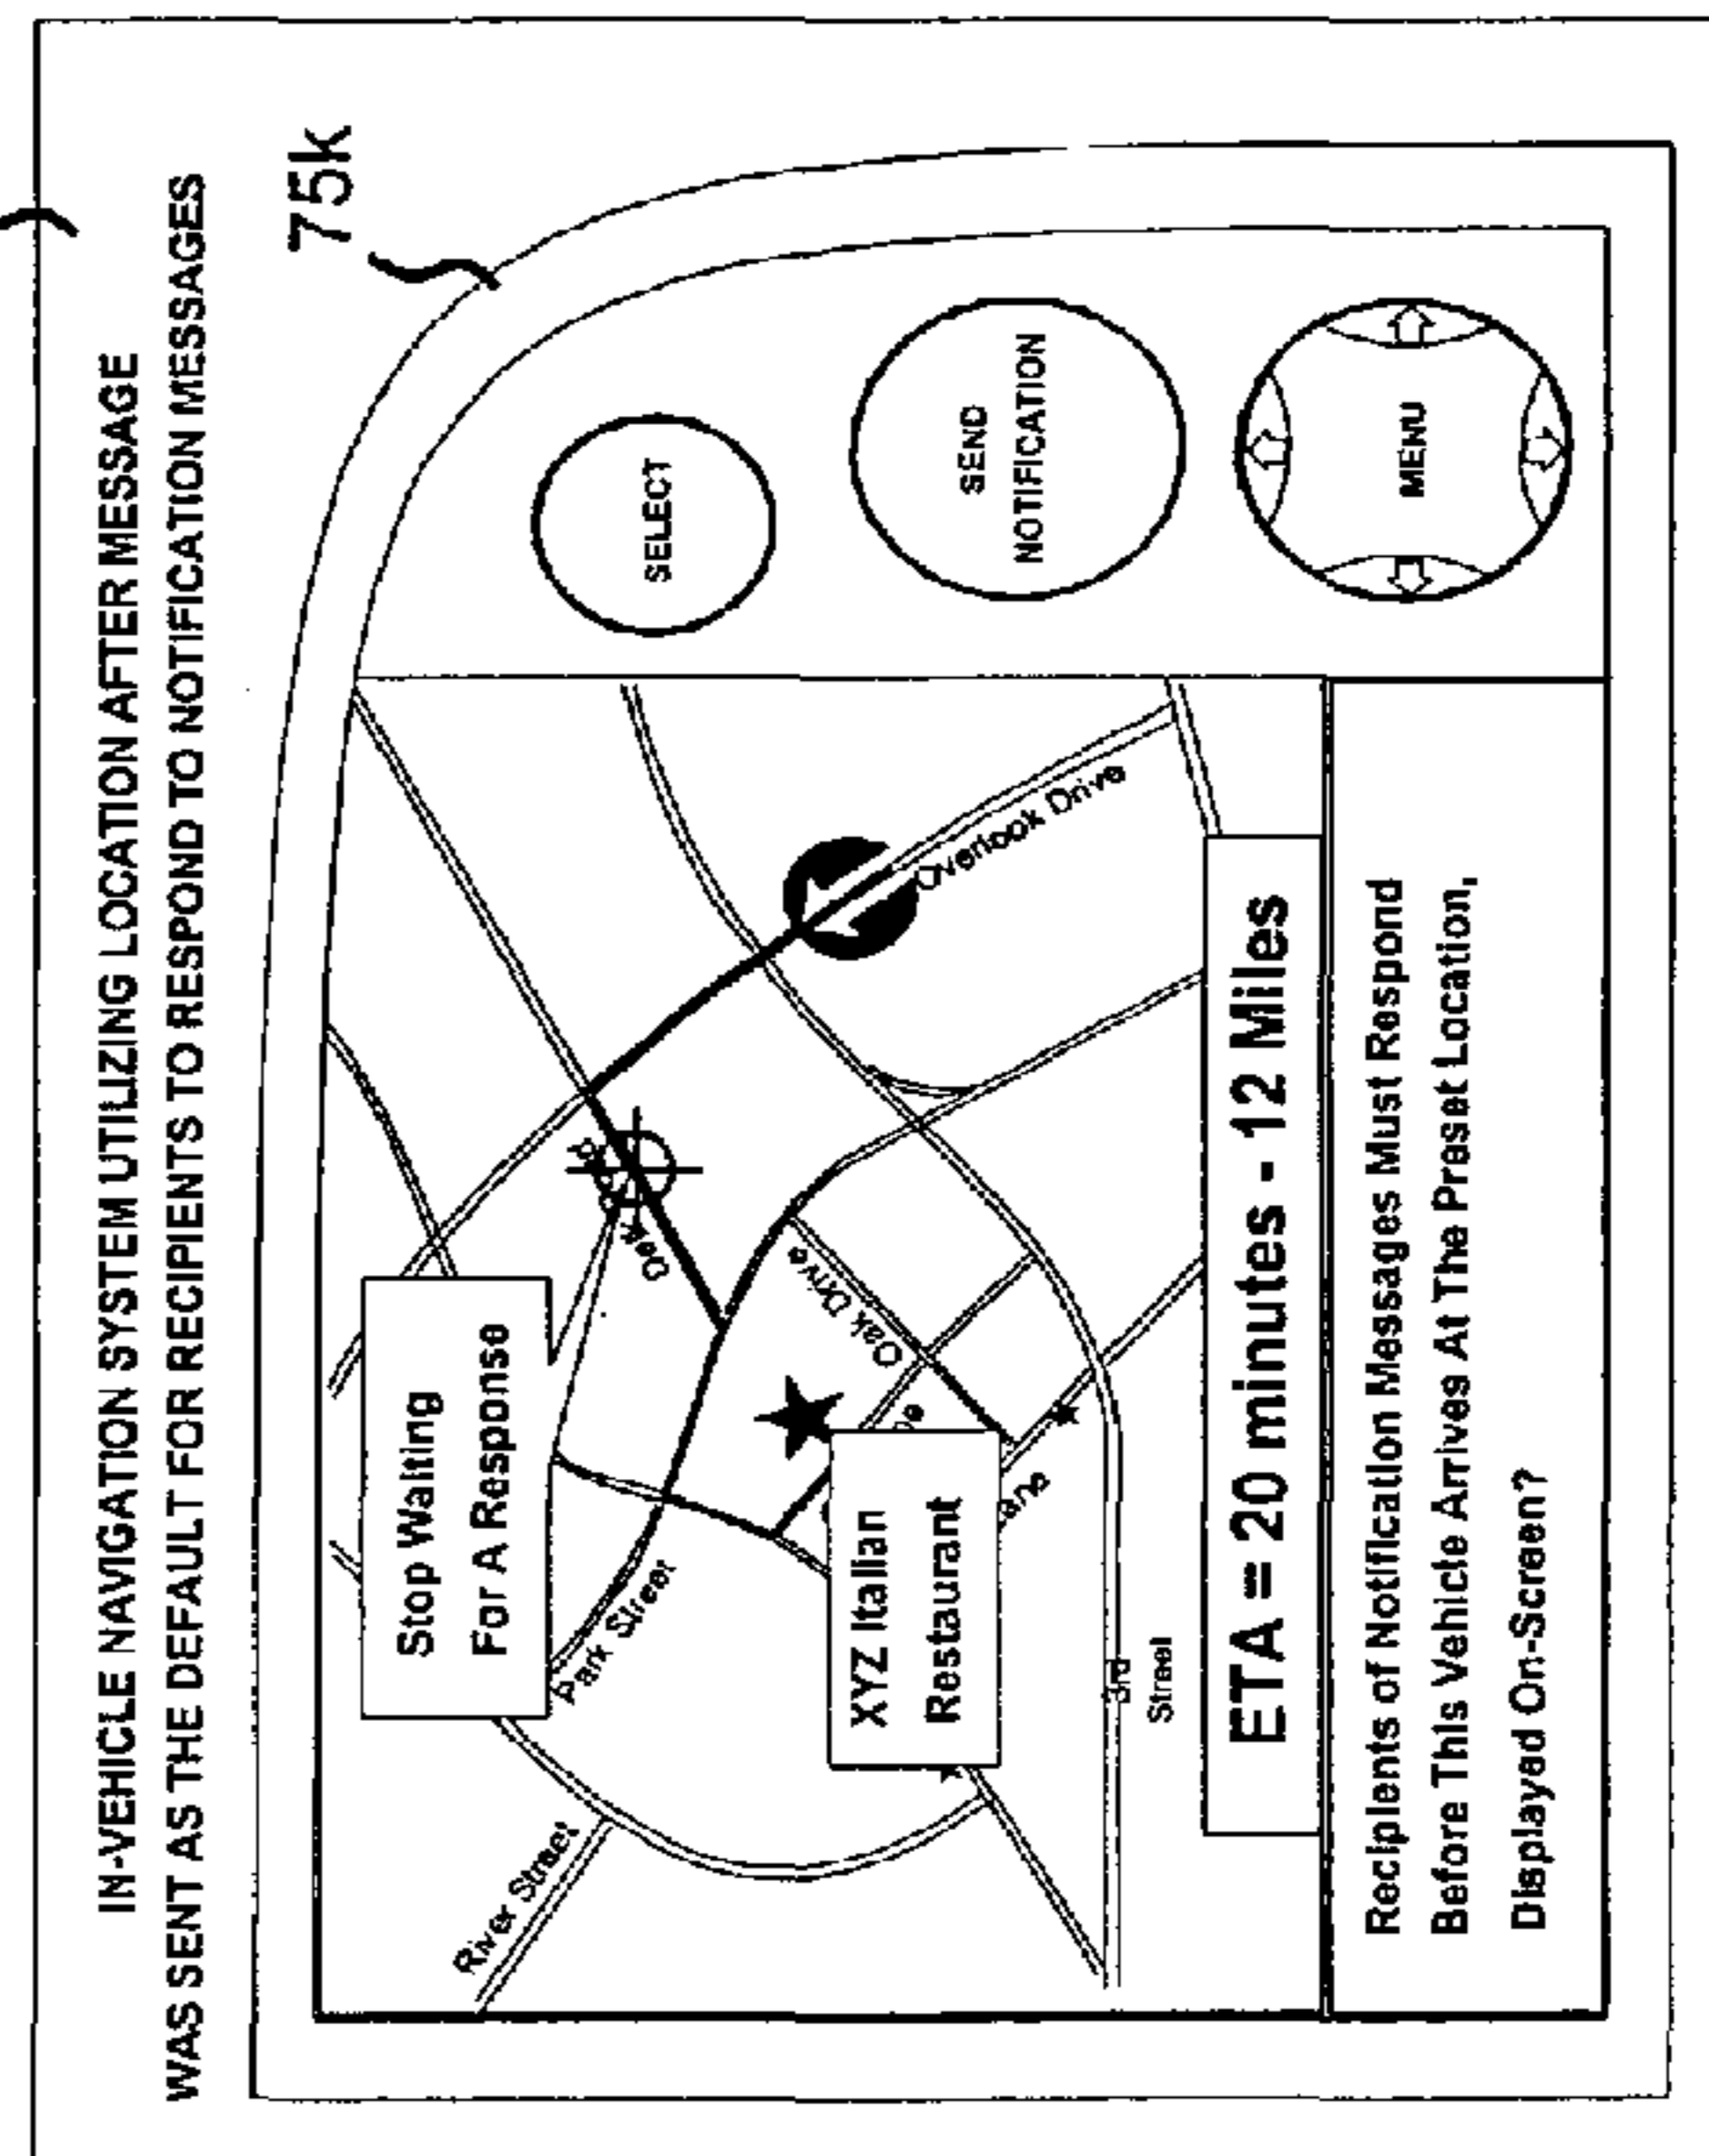 IN-VEHICLE NAVIGATION SYSTEM UTILIZING LOCATION AFTER MESSAGE
WAS SENT AS THE DEFAULT FOR RECIPIENTS TO RESPOND TO NOTIFICATION MESSAGES
75k
Stop Waiting
For A Response
River Street
Park Street
Oak Drive
XYZ Italian
Restaurant
3rd
Street
Overlook Drive
SELECT
SEND
NOTIFICATION
MENU
ETA = 20 minutes - 12 Miles
Recipients of Notification Messages Must Respond
Before This Vehicle Arrives At The Preset Location,
Displayed On-Screen?